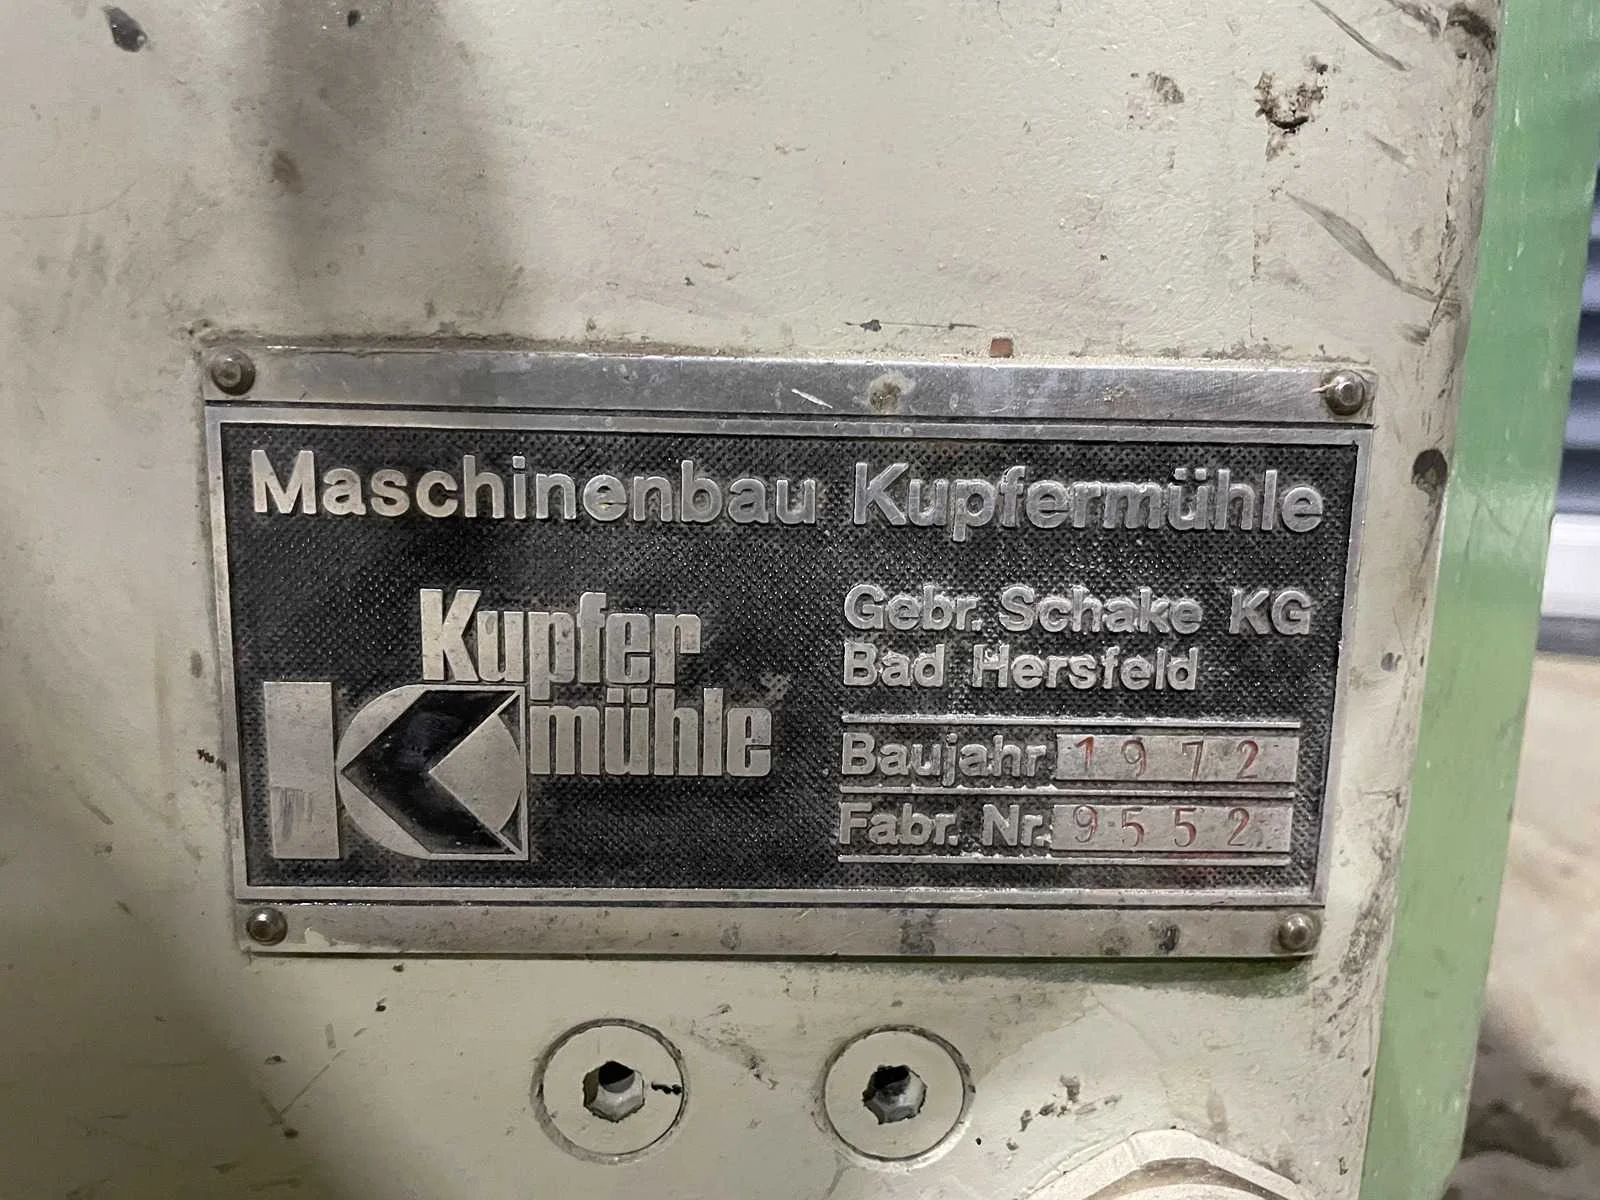 Maschinenbau Kupfermühle
Kupfer
mühle
Gebr. Schake KG
Bad Hersfeld
Baujahr 1972
Fabr. Nr. 9552